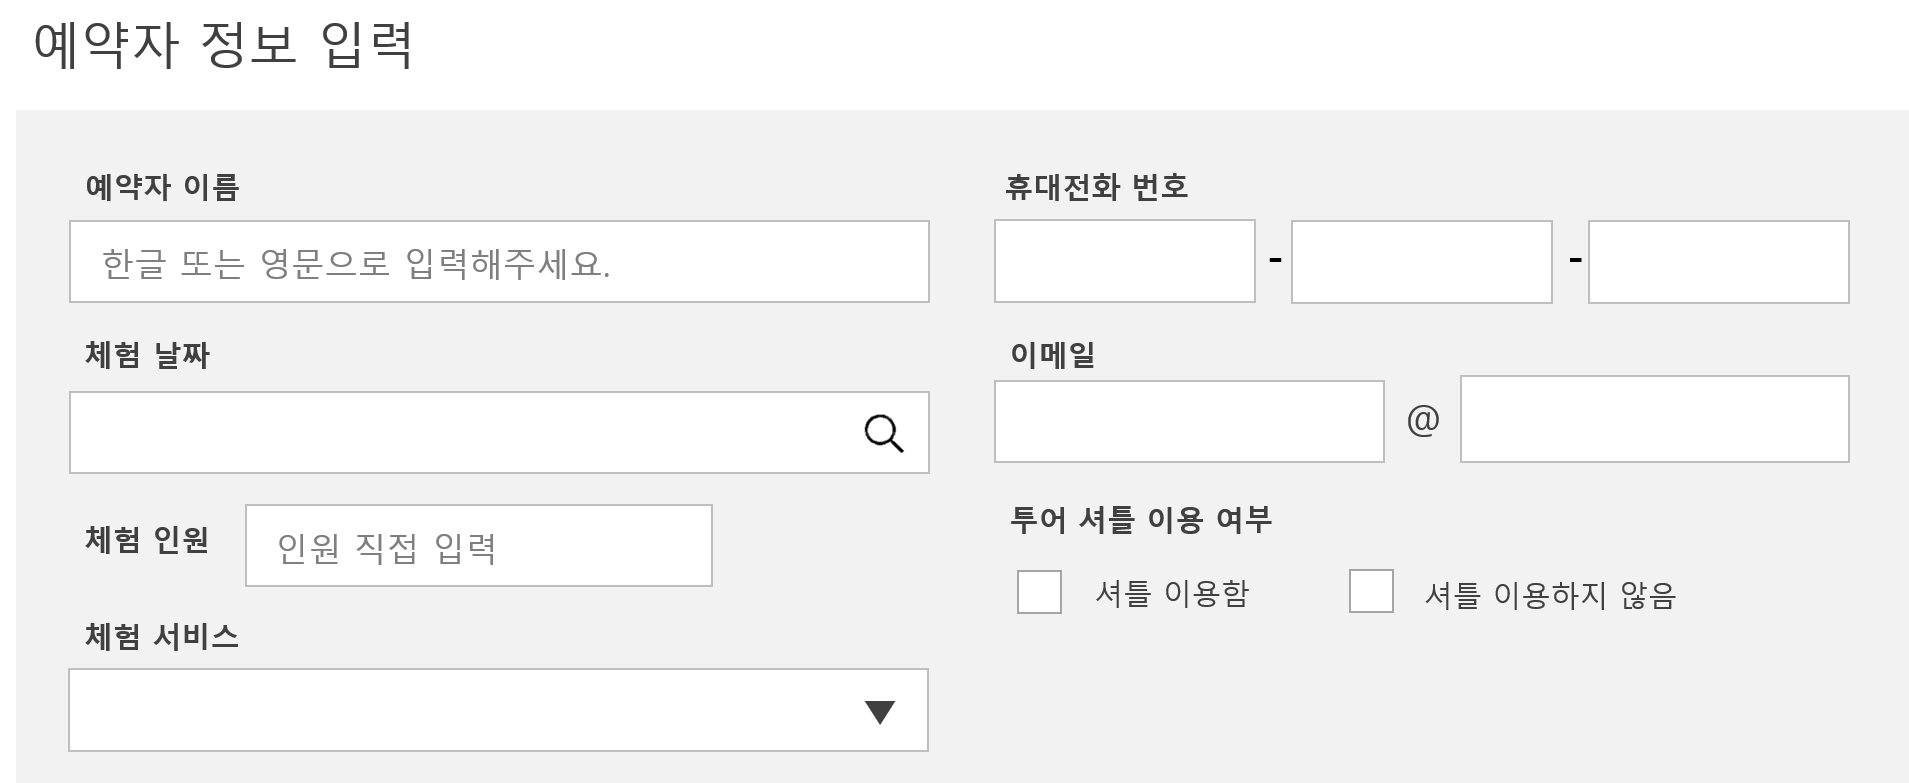 예약자 정보 입력
예약자 이름
한글 또는 영문으로 입력해주세요.
체험 날짜
체험 인원
인원 직접 입력
체험 서비스
휴대전화 번호
- -
이메일
@
투어 셔틀 이용 여부
셔틀 이용함
셔틀 이용하지 않음